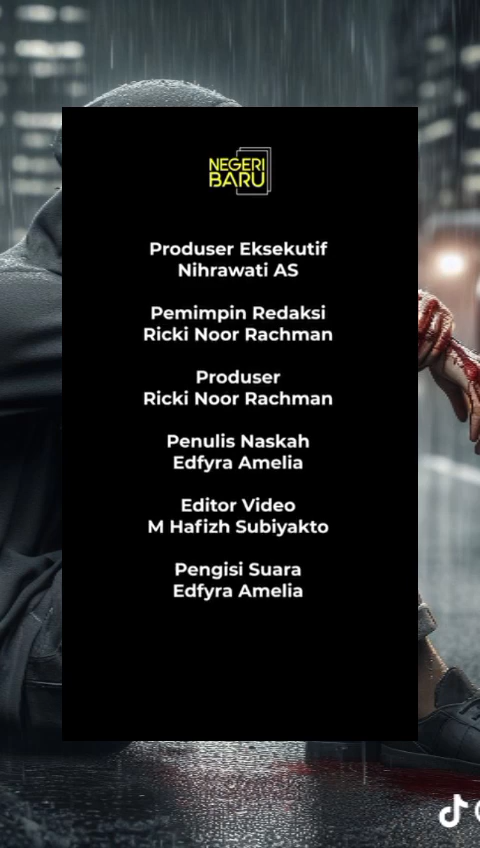 NEGERI
BARU
Produser Eksekutif
Nihrawati AS
Pemimpin Redaksi
Ricki Noor Rachman
Produser
Ricki Noor Rachman
Penulis Naskah
Edfyra Amelia
Editor Video
M Hafizh Subiyakto
Pengisi Suara
Edfyra Amelia